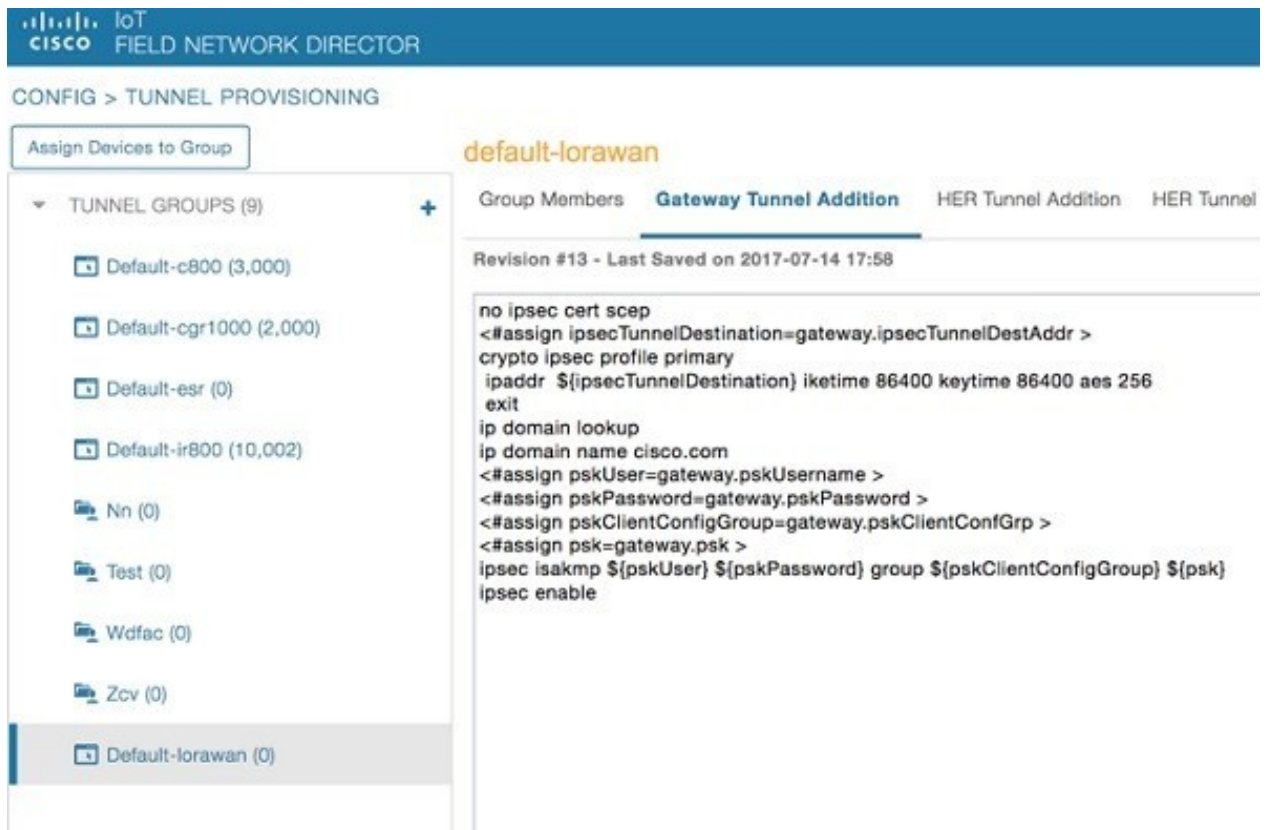 IoT
CISCO FIELD NETWORK DIRECTOR
CONFIG > TUNNEL PROVISIONING
Assign Devices to Group
TUNNEL GROUPS (9)
+
Default-c800 (3,000)
Default-cgr1000 (2,000)
Default-esr (0)
Default-ir800 (10,002)
Nn (0)
Test (0)
Wdfac (0)
Zcv (0)
Default-lorawan (0)
default-lorawan
Group Members Gateway Tunnel Addition HER Tunnel Addition HER Tunnel
Revision #13 - Last Saved on 2017-07-14 17:58
no ipsec cert scep
<#assign ipsecTunnelDestination=gateway.ipsecTunnelDestAddr >
crypto ipsec profile primary
ipaddr ${ipsecTunnelDestination} iketime 86400 keytime 86400 aes 256
exit
ip domain lookup
ip domain name cisco.com
<#assign pskUser=gateway.pskUsername >
<#assign pskPassword=gateway.pskPassword >
<#assign pskClientConfigGroup=gateway.pskClientConfGrp >
<#assign psk=gateway.psk >
ipsec isakmp ${pskUser} ${pskPassword} group ${pskClientConfigGroup} ${psk}
ipsec enable